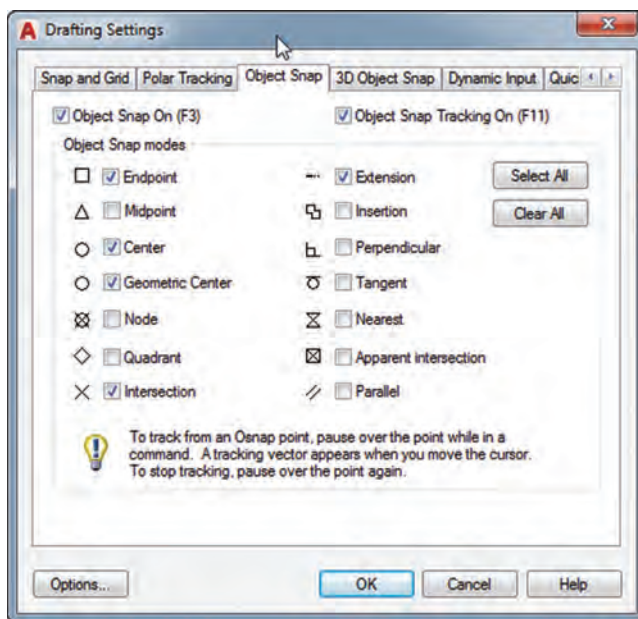 A Drafting Settings
Snap and Grid Polar Tracking Object Snap 3D Object Snap Dynamic Input Quic
Object Snap On (F3) Object Snap Tracking On (F11)
Object Snap modes
Endpoint Extension Select All
Midpoint Insertion Clear All
Center Perpendicular
Geometric Center Tangent
Node Nearest
Quadrant Apparent intersection
Intersection Parallel
To track from an Osnap point, pause over the point while in a
command. A tracking vector appears when you move the cursor.
To stop tracking, pause over the point again.
Options... OK Cancel Help